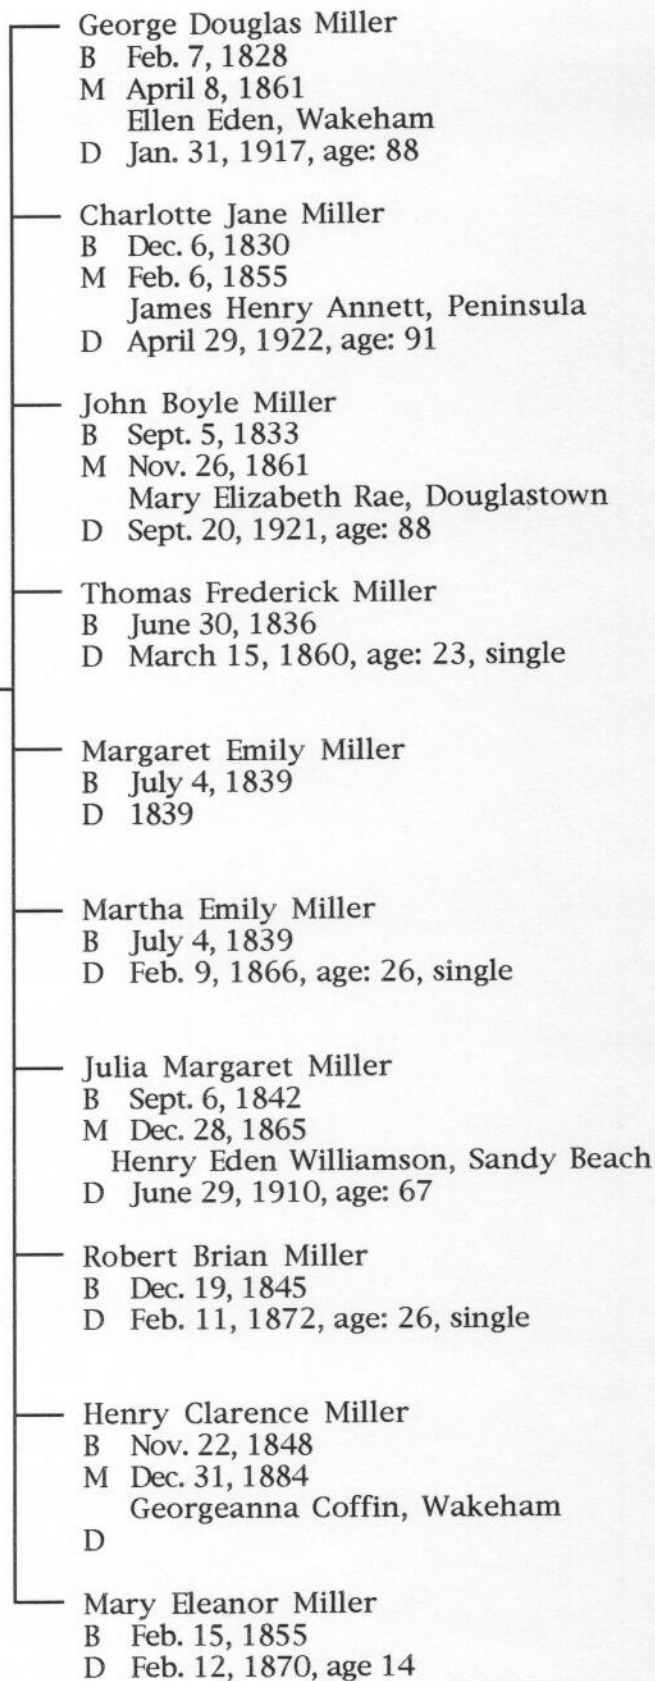 George Douglas Miller
B Feb. 7, 1828
M April 8, 1861
Ellen Eden, Wakeham
D Jan. 31, 1917, age: 88
Charlotte Jane Miller
B Dec. 6, 1830
M Feb. 6, 1855
James Henry Annett, Peninsula
D April 29, 1922, age: 91
John Boyle Miller
B Sept. 5, 1833
M Nov. 26, 1861
Mary Elizabeth Rae, Douglastown
D Sept. 20, 1921, age: 88
Thomas Frederick Miller
B June 30, 1836
D March 15, 1860, age: 23, single
Margaret Emily Miller
B July 4, 1839
D 1839
Martha Emily Miller
B July 4, 1839
D Feb. 9, 1866, age: 26, single
Julia Margaret Miller
B Sept. 6, 1842
M Dec. 28, 1865
Henry Eden Williamson, Sandy Beach
D June 29, 1910, age: 67
Robert Brian Miller
B Dec. 19, 1845
D Feb. 11, 1872, age: 26, single
Henry Clarence Miller
B Nov. 22, 1848
M Dec. 31, 1884
Georgeanna Coffin, Wakeham
D
Mary Eleanor Miller
B Feb. 15, 1855
D Feb. 12, 1870, age 14